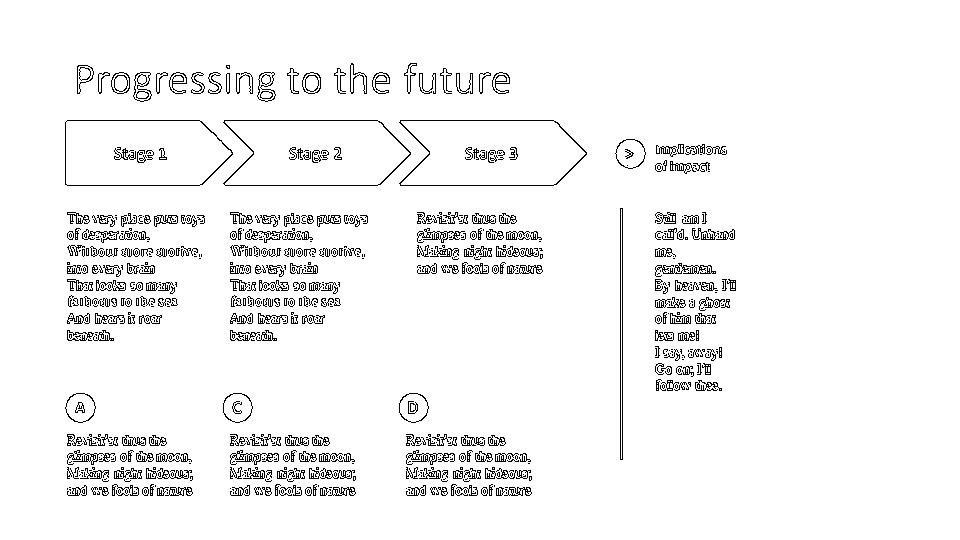 Progressing to the future
Stage 1
Stage 2
Stage 3
>
Implications
of impact
The very place puts toys
of desperation,
Without more motive,
into every brain
That looks so many
fathoms to the sea
And hears it roar
beneath.
The very place puts toys
of desperation,
Without more motive,
into every brain
That looks so many
fathoms to the sea
And hears it roar
beneath.
Revisit'st thus the
glimpses of the moon,
Making night hideous;
and we fools of nature
Still am I
call'd. Unhand
me,
gentlemen.
By heaven, I'll
make a ghost
of him that
lets me!
I say, away!
Go on; I'll
follow thee.
A
Revisit'st thus the
glimpses of the moon,
Making night hideous;
and we fools of nature
C
Revisit'st thus the
glimpses of the moon,
Making night hideous;
and we fools of nature
D
Revisit'st thus the
glimpses of the moon,
Making night hideous;
and we fools of nature